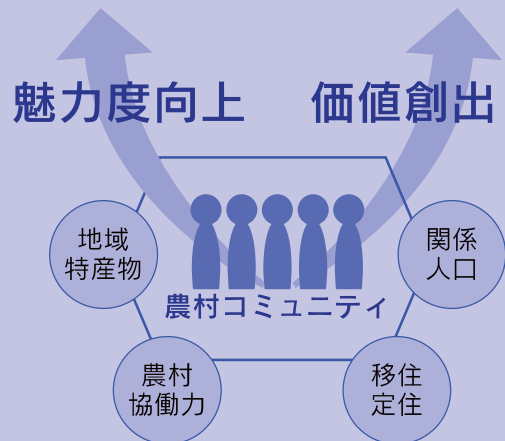 魅力度向上
価値創出
地域
特産物
関係
人口
農村コミュニティ
農村
協働力
移住
定住